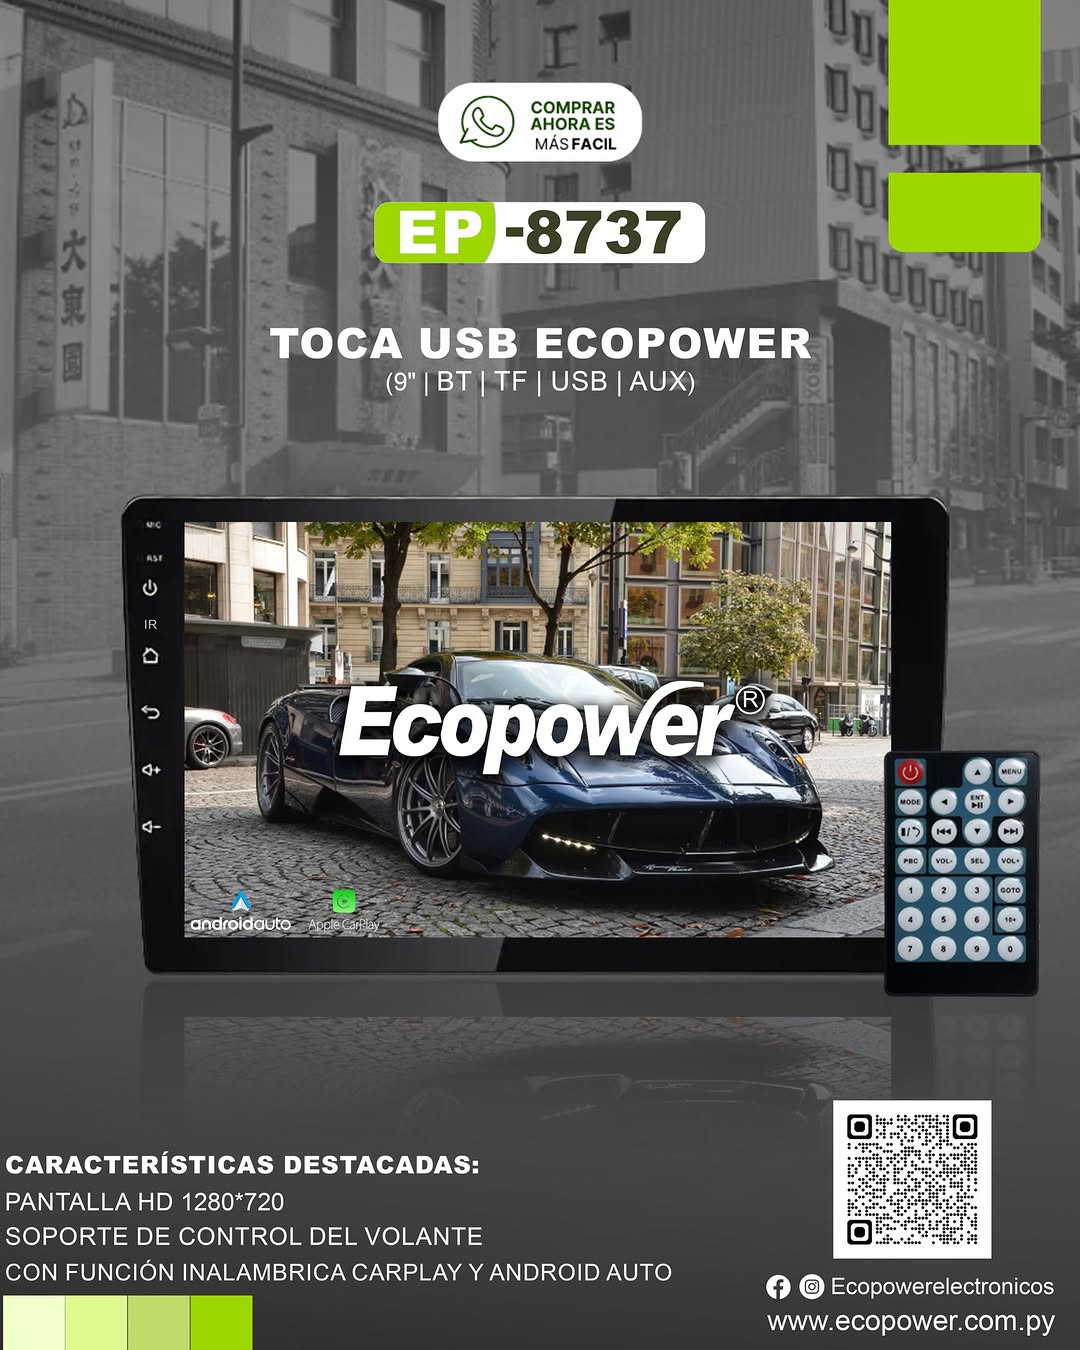 COMPRAR
AHORA ES
MÁS FACIL
EP-8737
TOCA USB ECOPOWER
(9" | BT | TF | USB | AUX)
大東園
MIC
RST
IR
Ecopower®
androidauto
Apple CarPlay
MENU
MODE
ENT
PBC VOL- SEL VOL+
1 2 3 GOTO
4 5 6 10+
7 8 9 0
CARACTERÍSTICAS DESTACADAS:
PANTALLA HD 1280*720
SOPORTE DE CONTROL DEL VOLANTE
CON FUNCIÓN INALAMBRICA CARPLAY Y ANDROID AUTO
Ecopowerelectronicos
www.ecopower.com.py